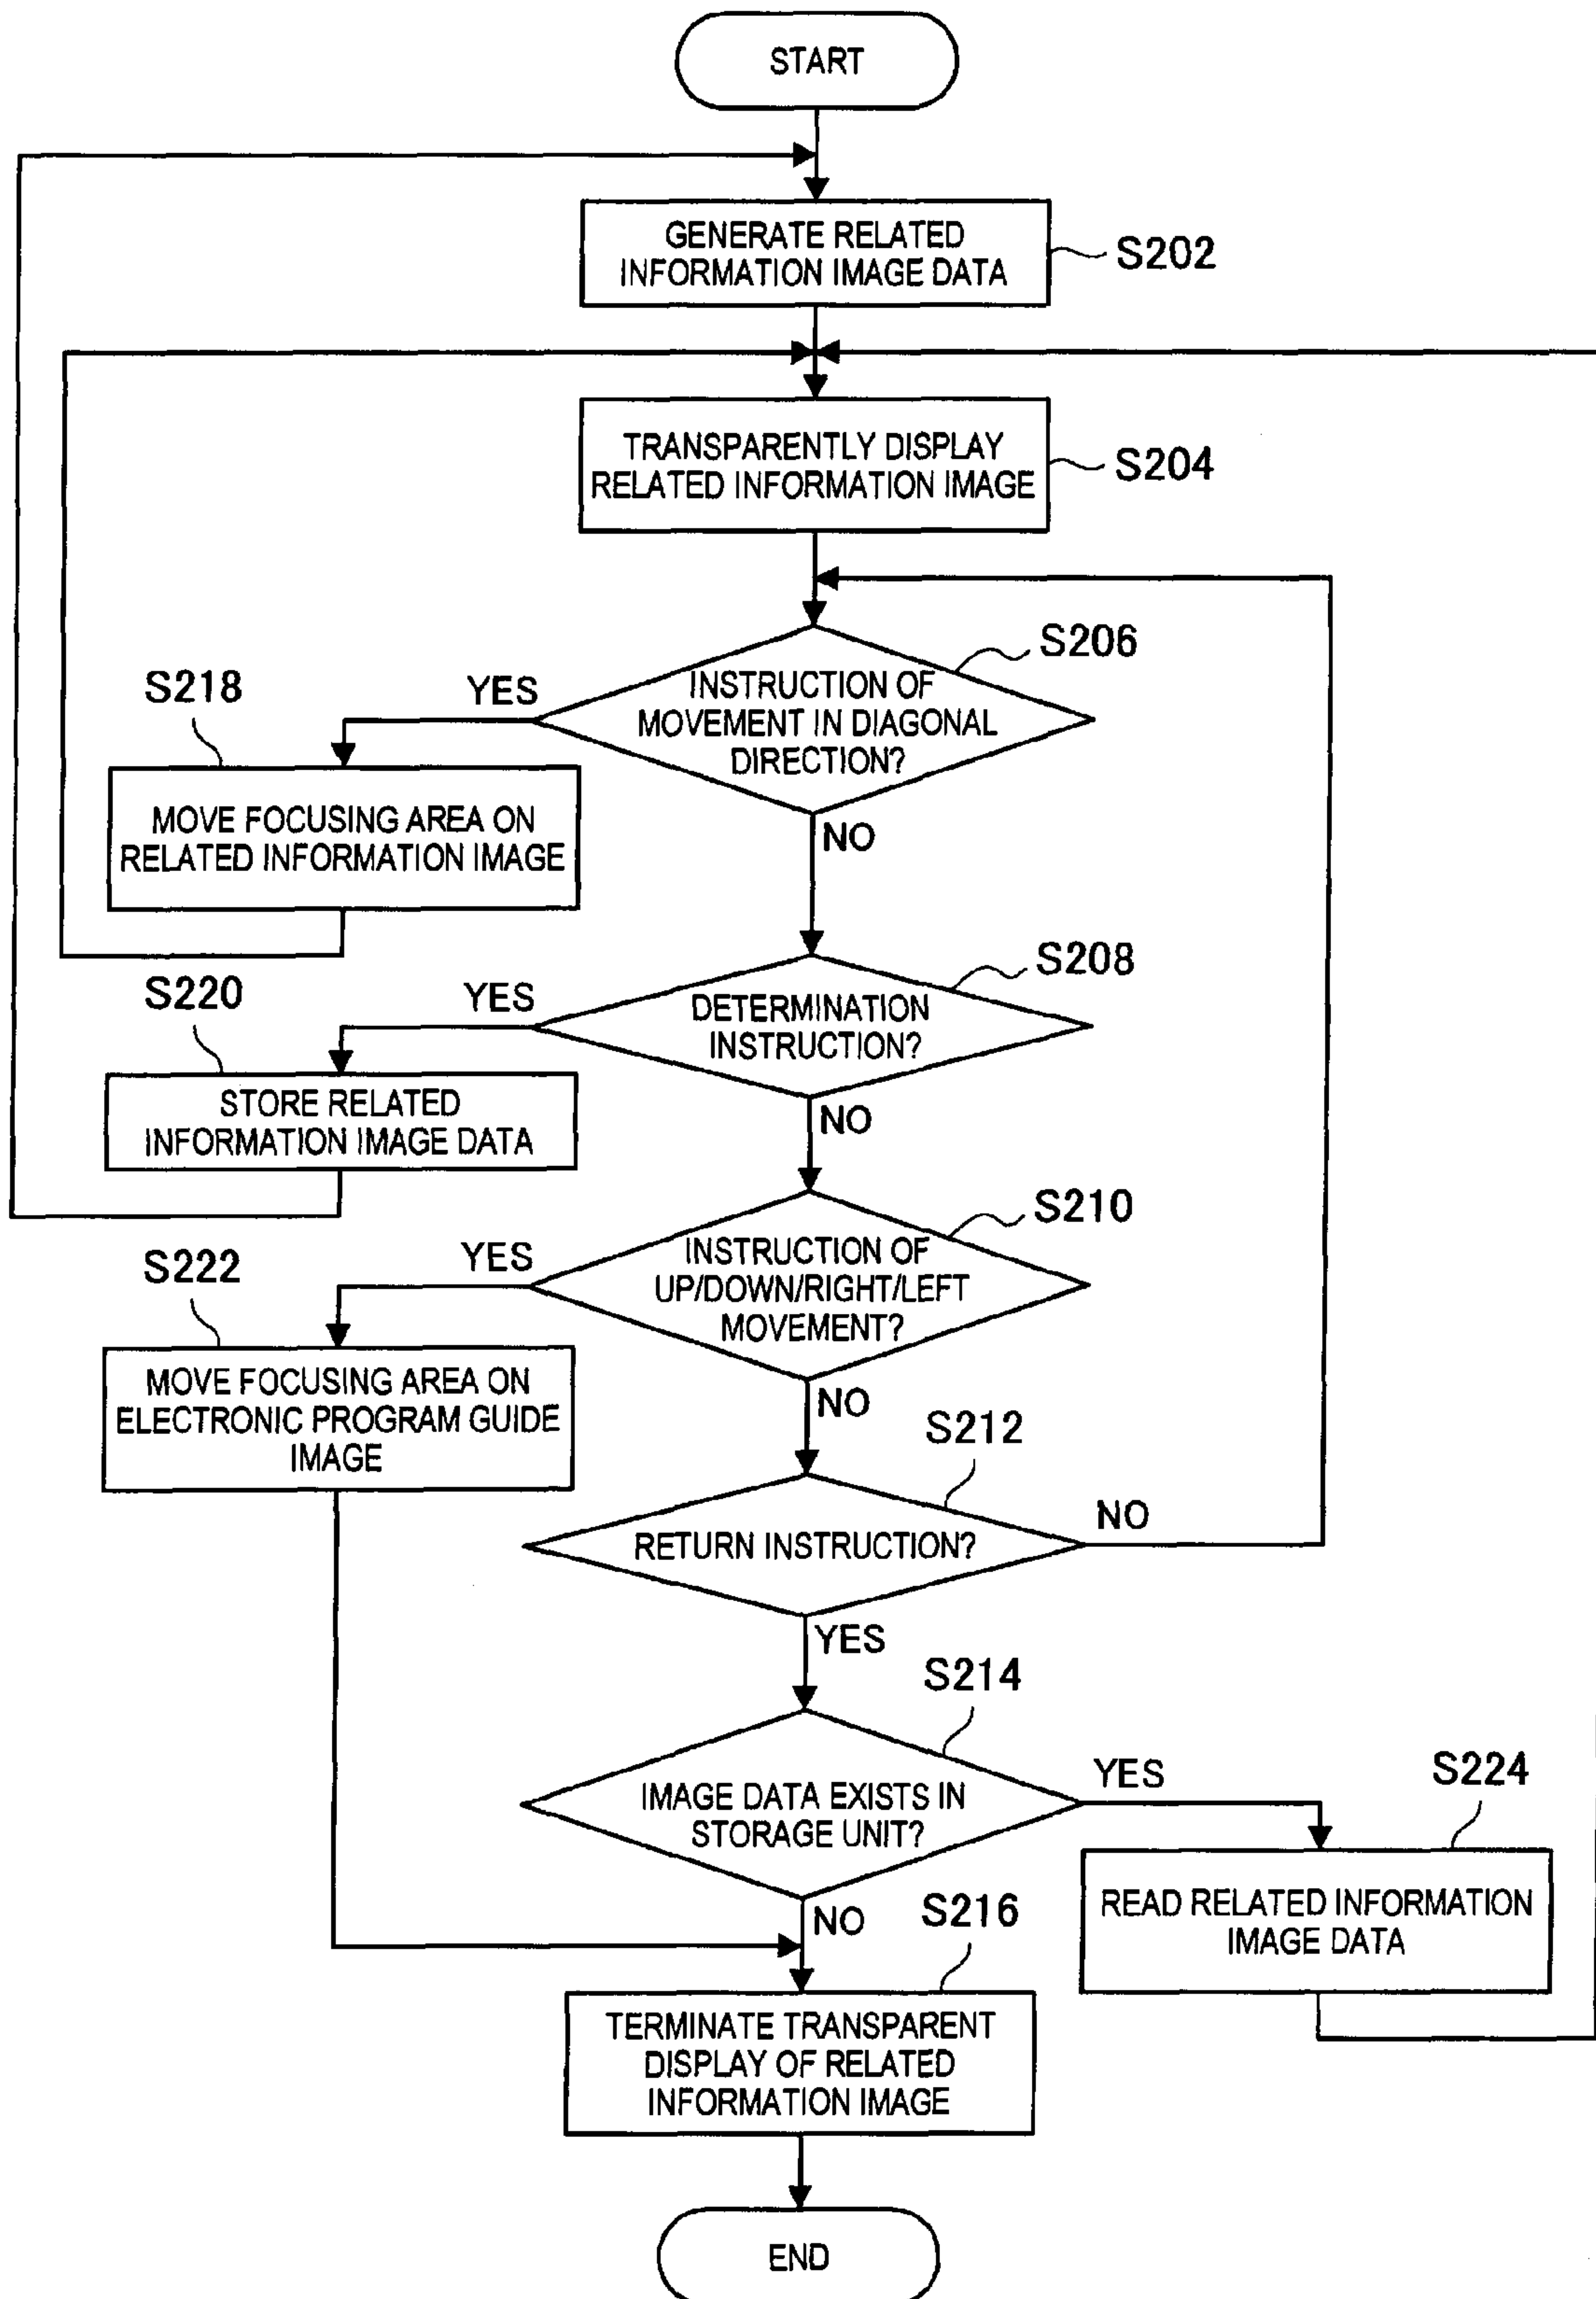 START
GENERATE RELATED
INFORMATION IMAGE DATA
S202
TRANSPARENTLY DISPLAY
RELATED INFORMATION IMAGE
S204
S206
INSTRUCTION OF
MOVEMENT IN DIAGONAL
DIRECTION?
YES
NO
S218
MOVE FOCUSING AREA ON
RELATED INFORMATION IMAGE
S208
DETERMINATION
INSTRUCTION?
YES
NO
S220
STORE RELATED
INFORMATION IMAGE DATA
S210
INSTRUCTION OF
UP/DOWN/RIGHT/LEFT
MOVEMENT?
YES
NO
S222
MOVE FOCUSING AREA ON
ELECTRONIC PROGRAM GUIDE
IMAGE
S212
RETURN INSTRUCTION?
NO
YES
S214
IMAGE DATA EXISTS IN
STORAGE UNIT?
YES
NO
S224
READ RELATED INFORMATION
IMAGE DATA
S216
TERMINATE TRANSPARENT
DISPLAY OF RELATED
INFORMATION IMAGE
END